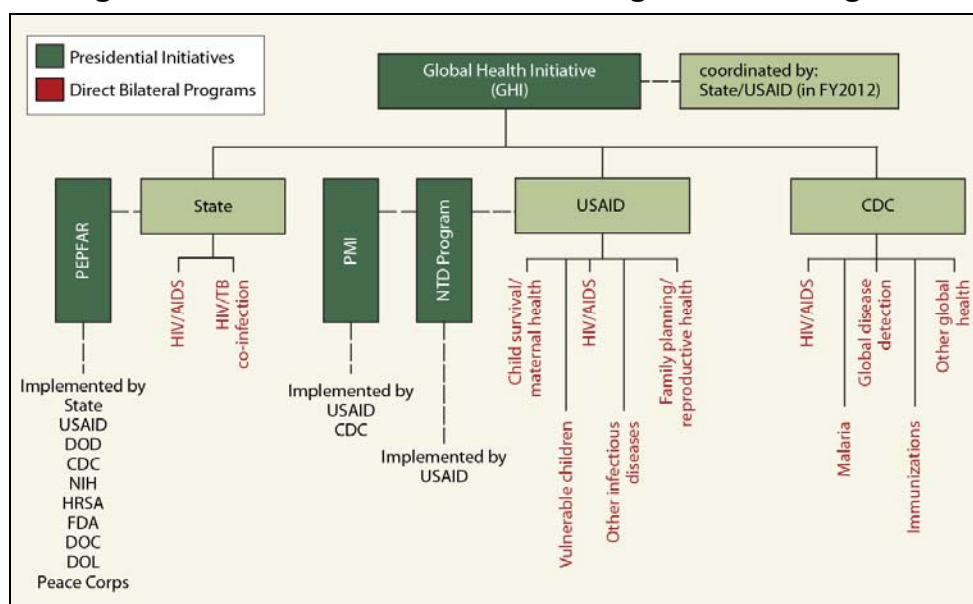 Presidential Initiatives
Direct Bilateral Programs
Global Health Initiative
(GHI)
coordinated by:
State/USAID (in FY2012)
PEPFAR
State
PMI
NTD Program
USAID
CDC
HIV/AIDS
HIV/TB
co-infection
Child survival/
maternal health
Vulnerable children
HIV/AIDS
Other infectious
diseases
Family planning/
reproductive health
HIV/AIDS
Malaria
Global disease
detection
Immunizations
Other global
health
Implemented by
State
USAID
DOD
CDC
NIH
HRSA
FDA
DOC
DOL
Peace Corps
Implemented by
USAID
CDC
Implemented by
USAID